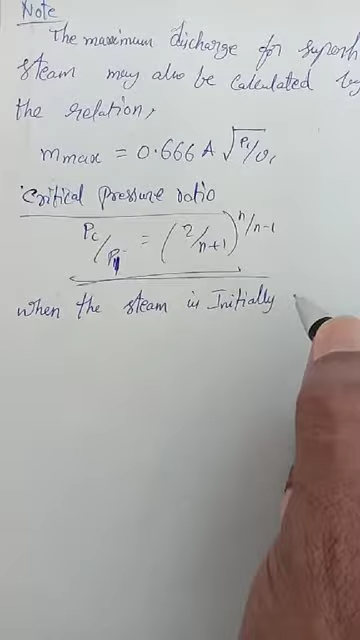 Note
The maximum discharge for superh
steam may also be calculated by
the relation,
mmax = 0.666 A √P₁/v₁
Critical pressure ratio
Pc/P1 = (2/n+1)^n/n-1
when the steam is Initially